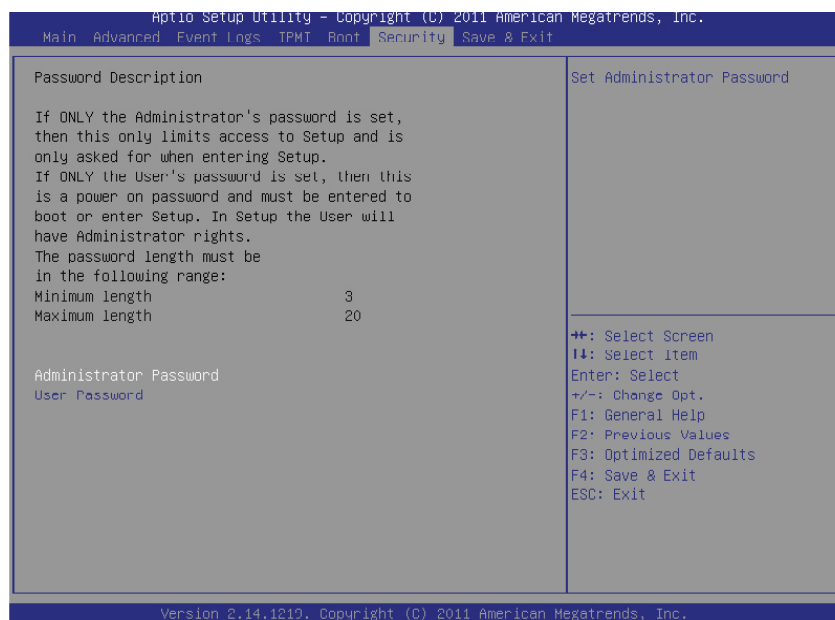 Aptio Setup Utility – Copyright (C) 2011 American Megatrends, Inc.
Main Advanced Event Logs IPMI Boot Security Save & Exit
Password Description
If ONLY the Administrator's password is set,
then this only limits access to Setup and is
only asked for when entering Setup.
If ONLY the User's password is set, then this
is a power on password and must be entered to
boot or enter Setup. In Setup the User will
have Administrator rights.
The password length must be
in the following range:
Minimum length 3
Maximum length 20
Administrator Password
User Password
Set Administrator Password
→←: Select Screen
↑↓: Select Item
Enter: Select
+/-: Change Opt.
F1: General Help
F2: Previous Values
F3: Optimized Defaults
F4: Save & Exit
ESC: Exit
Version 2.14.1219. Copyright (C) 2011 American Megatrends, Inc.